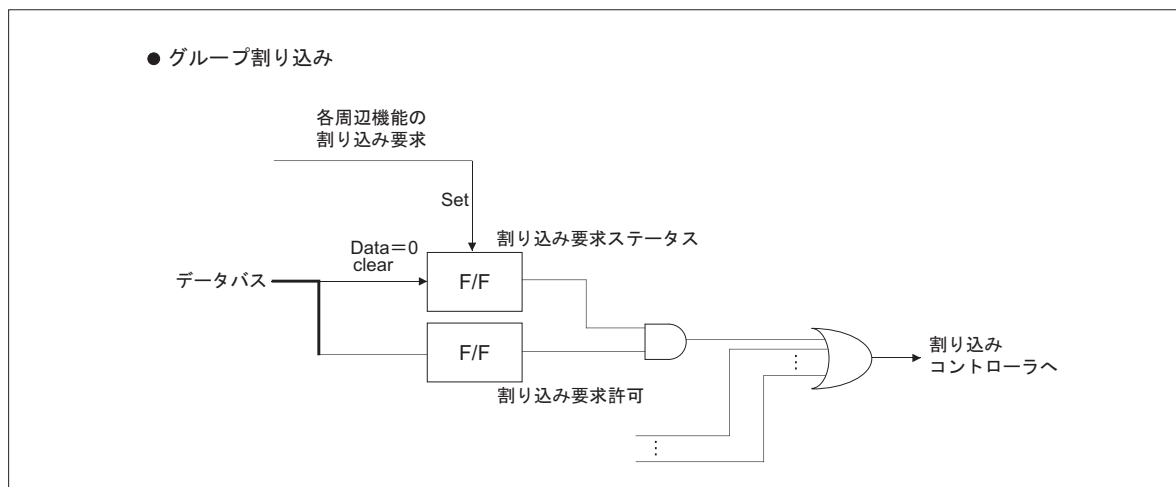 ● グループ割り込み
各周辺機能の
割り込み要求
Set
割り込み要求ステータス
Data＝0
clear
データバス
F/F
F/F
割り込み要求許可
割り込み
コントローラへ